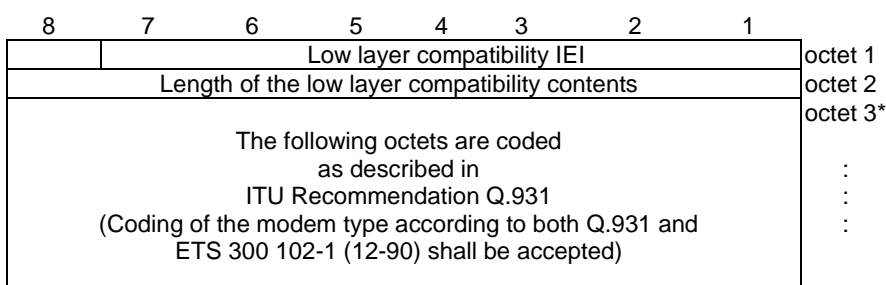 8 7 6 5 4 3 2 1
Low layer compatibility IEI octet 1
Length of the low layer compatibility contents octet 2
octet 3*
The following octets are coded
as described in :
ITU Recommendation Q.931 :
(Coding of the modem type according to both Q.931 and :
ETS 300 102-1 (12-90) shall be accepted)